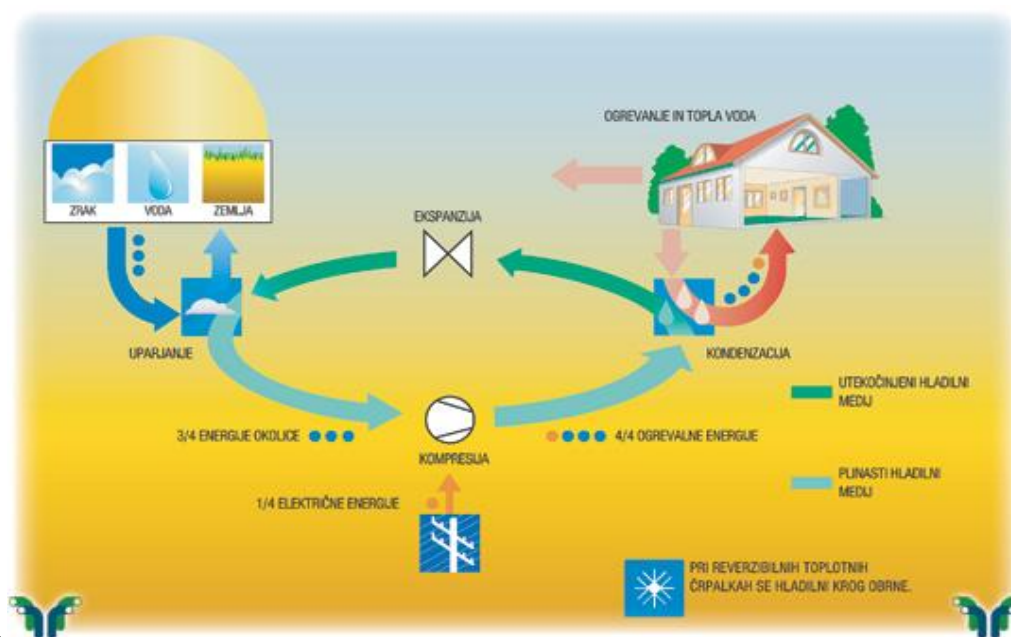 OGREVANJE IN TOPLA VODA
ZRAK
VODA
ZEMLJA
EKSPANZIJA
UPARJANJE
KONDENZACIJA
UTEKOČINJENI HLADILNI
MEDIJ
3/4 ENERGIJE OKOLICE
4/4 OGREVALNE ENERGIJE
KOMPRESIJA
PLINASTI HLADILNI
MEDIJ
1/4 ELEKTRIČNE ENERGIJE
PRI REVERZIBILNIH TOPLOTNIH
ČRPALKAH SE HLADILNI KROG OBRNE.